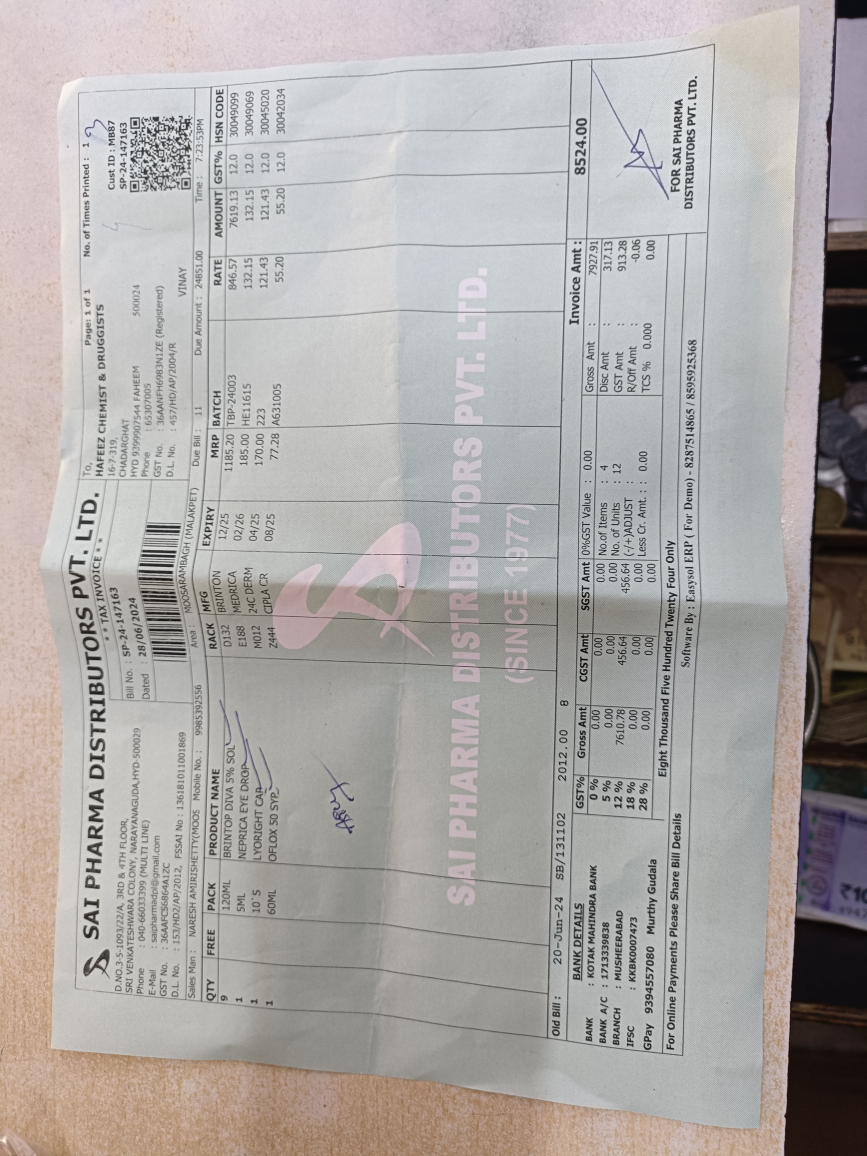 SAI PHARMA DISTRIBUTORS PVT. LTD.
* * TAX INVOICE * *
D.NO.3-5-1093/22/A, 3RD & 4TH FLOOR,
SRI VENKATESHWARA COLONY, NARAYANAGUDA,HYD-500029
Phone : 040-66033399 (MULTI LINE)
E-Mail : saipharmadpl@gmail.com
GST No. : 36AAFCS6864A1ZC
D.L. No. : 153/HD2/AP/2012, FSSAI No : 136181011001869
Bill No. : SP-24-147163
Dated : 28/06/2024
To, Page: 1 of 1 No. of Times Printed : 1
HAFEEZ CHEMIST & DRUGGISTS
16-7-319,
CHADARGHAT
HYD 9399907544 FAHEEM 500024
Phone : 65307005
GST No. : 36AANFH6983N1ZE (Registered)
D.L. No. : 457/HD/AP/2004/R VINAY
Cust ID : MB87
SP-24-147163
Sales Man : NARESH AMIRISHETTY(MOOS Mobile No. : 9985392556 Area : MOOSARAMBAGH (MALAKPET) Due Bill : 11 Due Amount : 24851.00 Time : 7:23:53PM
QTY FREE PACK PRODUCT NAME RACK MFG EXPIRY MRP BATCH RATE AMOUNT GST% HSN CODE
9 120ML BRINTOP DIVA 5% SOL D132 BRINTON 12/25 1185.20 TBP-24003 846.57 7619.13 12.0 30049099
1 5ML NEPRICA EYE DROP E188 MEDRICA 02/26 185.00 HE11615 132.15 132.15 12.0 30049069
1 10`S LYORIGHT CAP M012 24C DERM 04/25 170.00 223 121.43 121.43 12.0 30045020
1 60ML OFLOX 50 SYP Z444 CIPLA CR 08/25 77.28 A631005 55.20 55.20 12.0 30042034
SAI PHARMA DISTRIBUTORS PVT. LTD.
(SINCE 1977)
Old Bill : 20-Jun-24 SB/131102 2012.00 8
BANK DETAILS
BANK : KOTAK MAHINDRA BANK
BANK A/C : 1713339838
BRANCH : MUSHEERABAD
IFSC : KKBK0007473
GPay 9394557080 Murthy Gudala
GST% Gross Amt CGST Amt SGST Amt
0 % 0.00 0.00 0.00
5 % 0.00 0.00 0.00
12 % 7610.78 456.64 456.64
18 % 0.00 0.00 0.00
28 % 0.00 0.00 0.00
0%GST Value : 0.00
No.of Items : 4
No. of Units : 12
(-/+)ADJUST :
Less Cr. Amt. : : 0.00
Invoice Amt : 8524.00
Gross Amt : 7927.91
Disc Amt : 317.13
GST Amt : 913.28
R/Off Amt : -0.06
TCS % 0.000 0.00
Eight Thousand Five Hundred Twenty Four Only
For Online Payments Please Share Bill Details
Software By : Easysol ERP ( For Demo) - 8287514865 / 8595925368
FOR SAI PHARMA
DISTRIBUTORS PVT. LTD.